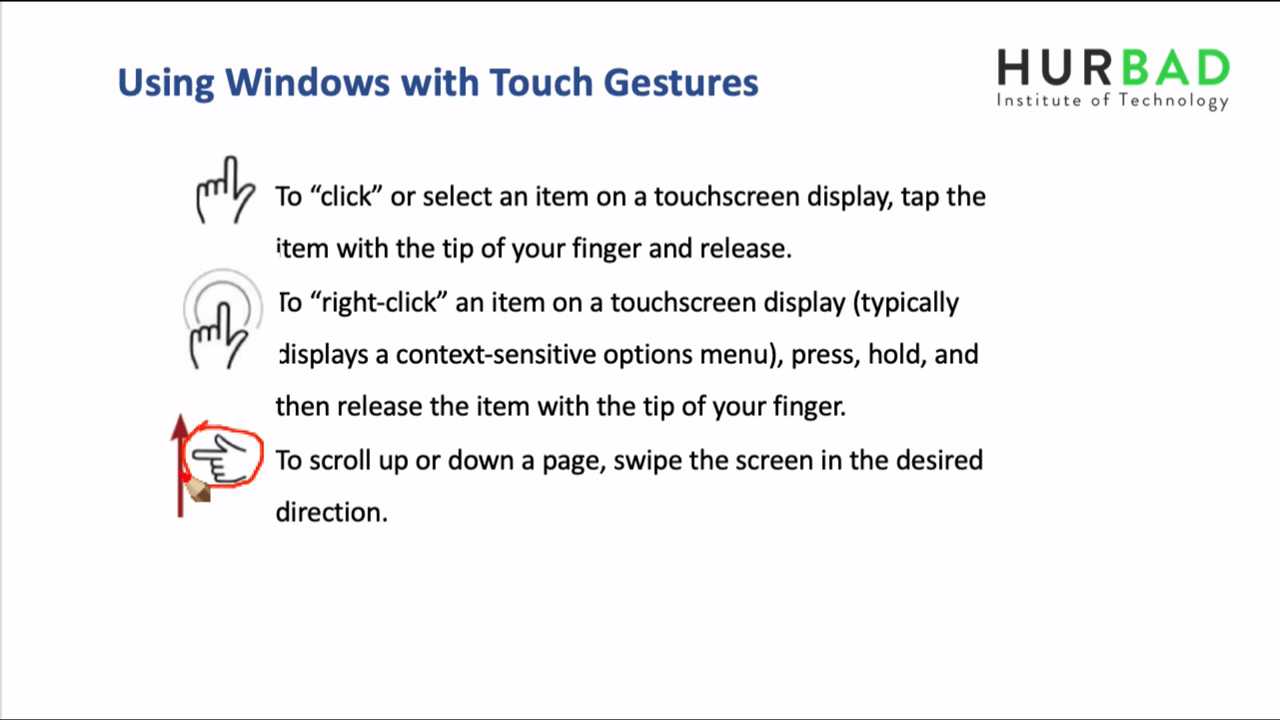 Using Windows with Touch Gestures
HURBAD
Institute of Technology
To “click” or select an item on a touchscreen display, tap the
item with the tip of your finger and release.
To “right-click” an item on a touchscreen display (typically
displays a context-sensitive options menu), press, hold, and
then release the item with the tip of your finger.
To scroll up or down a page, swipe the screen in the desired
direction.